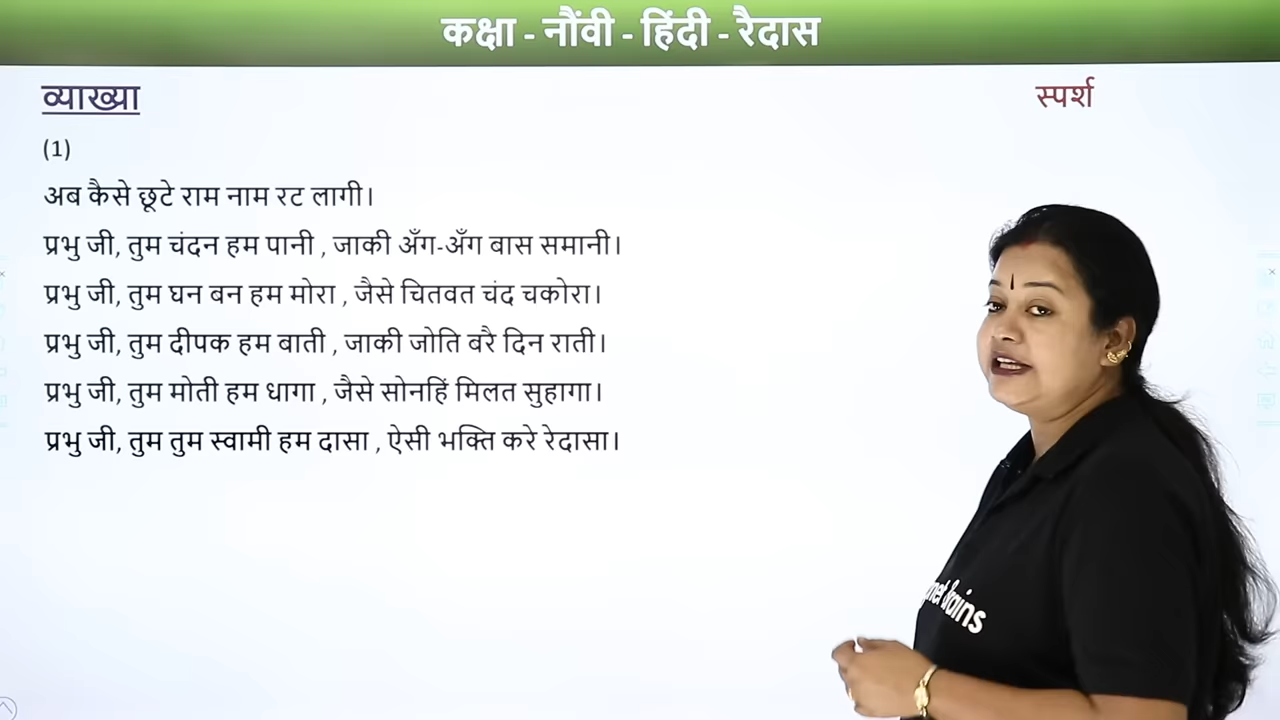 कक्षा - नौंवी - हिंदी - रैदास
व्याख्या
स्पर्श
(1)
अब कैसे छूटे राम नाम रट लागी।
प्रभु जी, तुम चंदन हम पानी , जाकी अँग-अँग बास समानी।
प्रभु जी, तुम घन बन हम मोरा , जैसे चितवत चंद चकोरा।
प्रभु जी, तुम दीपक हम बाती , जाकी जोति बरै दिन राती।
प्रभु जी, तुम मोती हम धागा , जैसे सोनहिं मिलत सुहागा।
प्रभु जी, तुम तुम स्वामी हम दासा , ऐसी भक्ति करे रेदासा।
Brains